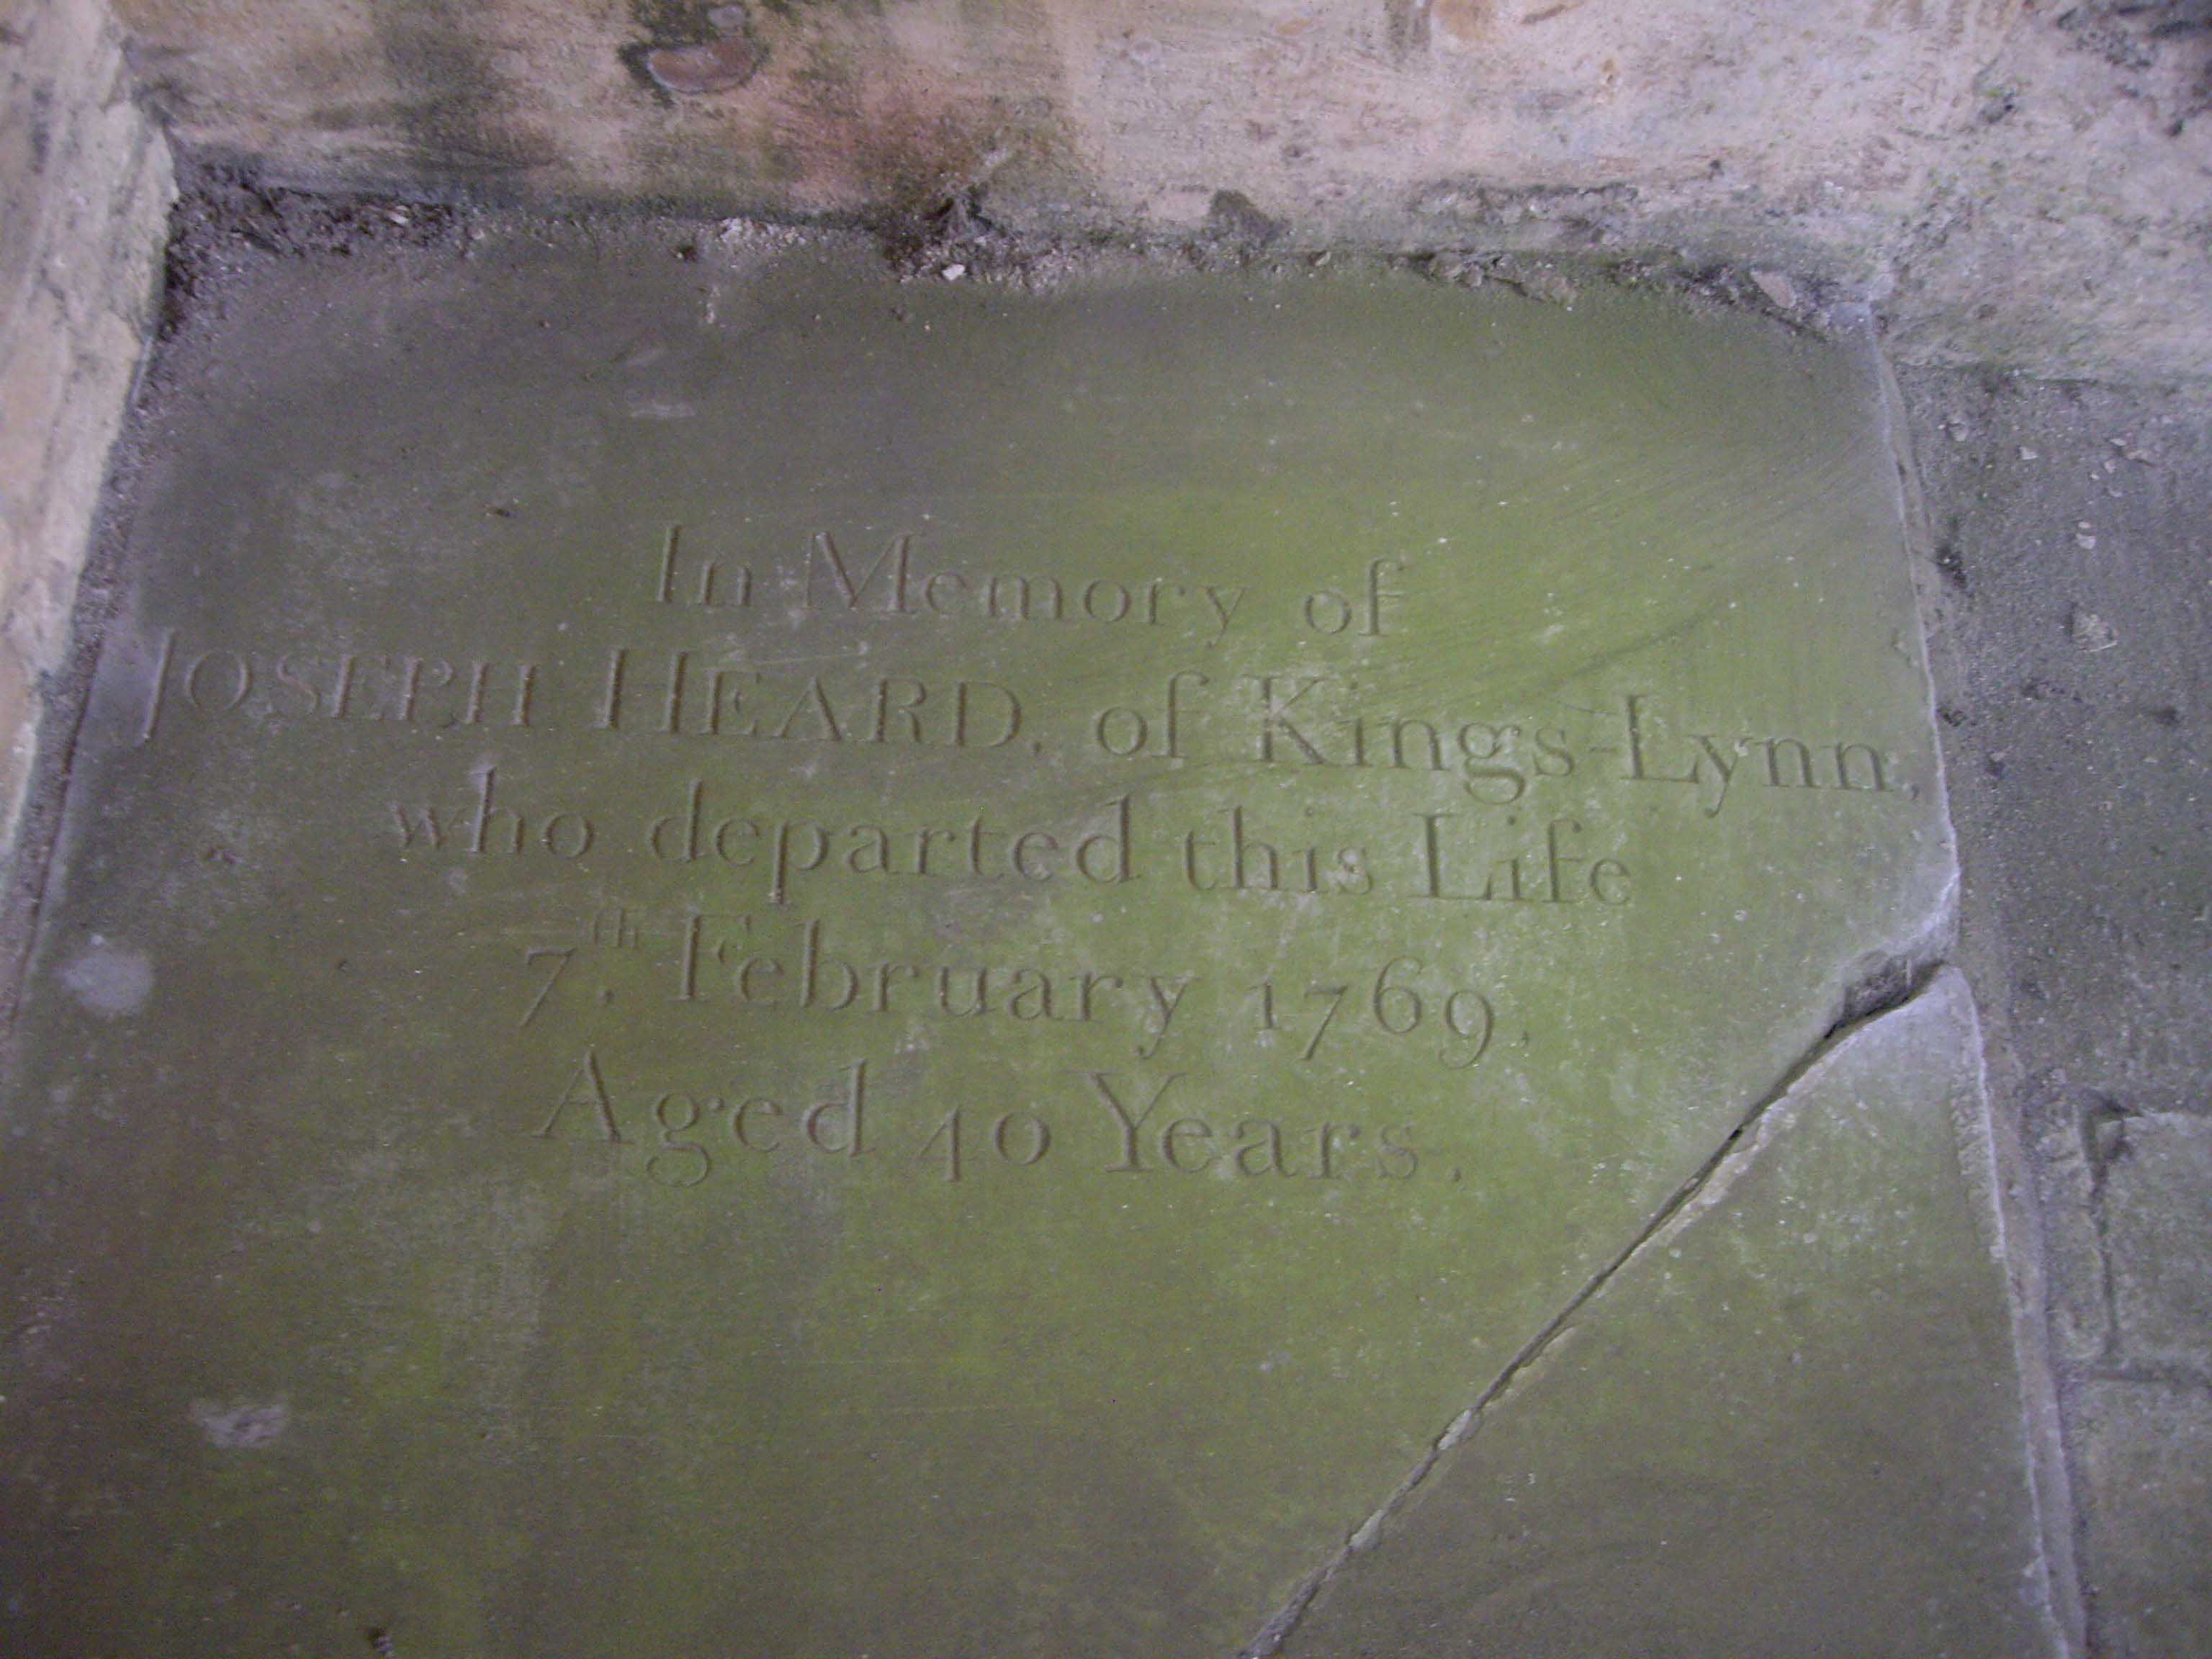 In Memory of
JOSEPH HEARD, of Kings-Lynn,
who departed this Life
7th. February 1769,
Aged 40 Years.